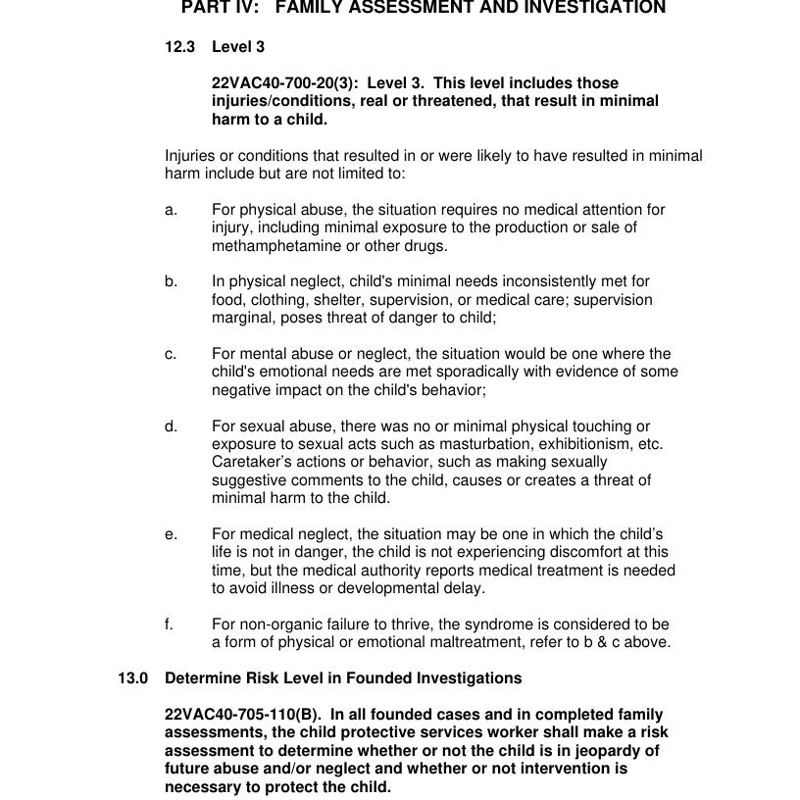 PART IV: FAMILY ASSESSMENT AND INVESTIGATION
12.3 Level 3
22VAC40-700-20(3): Level 3. This level includes those
injuries/conditions, real or threatened, that result in minimal
harm to a child.
Injuries or conditions that resulted in or were likely to have resulted in minimal
harm include but are not limited to:
a. For physical abuse, the situation requires no medical attention for
injury, including minimal exposure to the production or sale of
methamphetamine or other drugs.
b. In physical neglect, child's minimal needs inconsistently met for
food, clothing, shelter, supervision, or medical care; supervision
marginal, poses threat of danger to child;
c. For mental abuse or neglect, the situation would be one where the
child's emotional needs are met sporadically with evidence of some
negative impact on the child's behavior;
d. For sexual abuse, there was no or minimal physical touching or
exposure to sexual acts such as masturbation, exhibitionism, etc.
Caretaker’s actions or behavior, such as making sexually
suggestive comments to the child, causes or creates a threat of
minimal harm to the child.
e. For medical neglect, the situation may be one in which the child’s
life is not in danger, the child is not experiencing discomfort at this
time, but the medical authority reports medical treatment is needed
to avoid illness or developmental delay.
f. For non-organic failure to thrive, the syndrome is considered to be
a form of physical or emotional maltreatment, refer to b & c above.
13.0 Determine Risk Level in Founded Investigations
22VAC40-705-110(B). In all founded cases and in completed family
assessments, the child protective services worker shall make a risk
assessment to determine whether or not the child is in jeopardy of
future abuse and/or neglect and whether or not intervention is
necessary to protect the child.